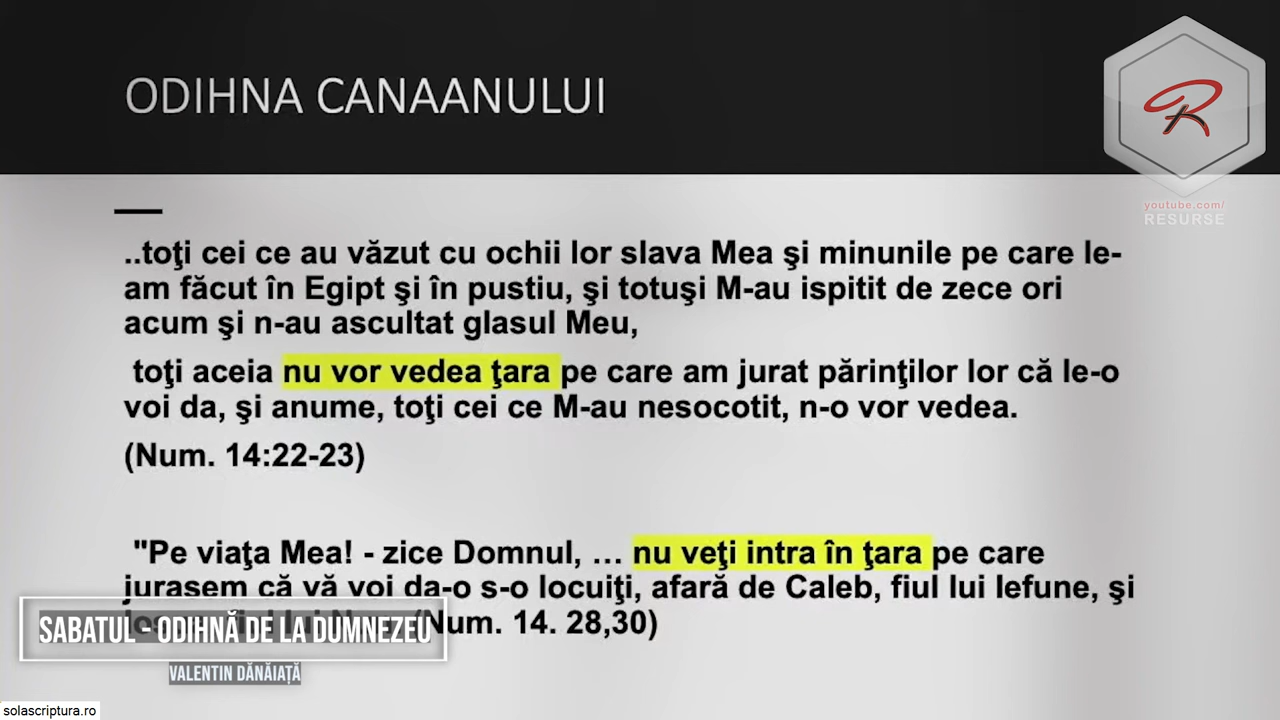 ODIHNA CANAANULUI
R
youtube.com/
RESURSE
..toţi cei ce au văzut cu ochii lor slava Mea şi minunile pe care le-
am făcut în Egipt şi în pustiu, şi totuşi M-au ispitit de zece ori
acum şi n-au ascultat glasul Meu,
toţi aceia nu vor vedea ţara pe care am jurat părinţilor lor că le-o
voi da, şi anume, toţi cei ce M-au nesocotit, n-o vor vedea.
(Num. 14:22-23)
"Pe viaţa Mea! - zice Domnul, … nu veţi intra în ţara pe care
jurasem că vă voi da-o s-o locuiţi, afară de Caleb, fiul lui Iefune, şi
(Num. 14. 28,30)
SABATUL - ODIHNĂ DE LA DUMNEZEU
VALENTIN DĂNĂIAȚĂ
solascriptura.ro